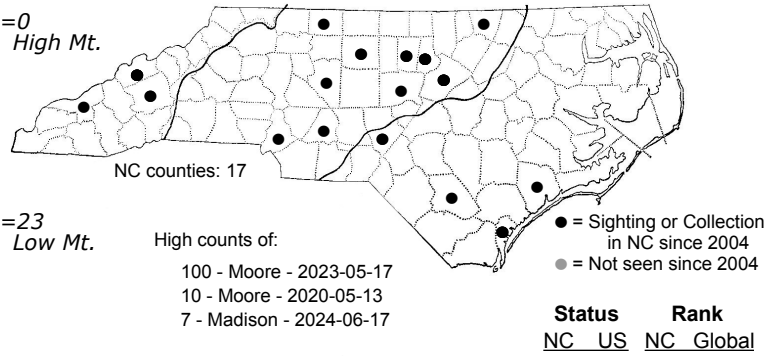 =0
High Mt.
NC counties: 17
=23
Low Mt.
High counts of:
100 - Moore - 2023-05-17
10 - Moore - 2020-05-13
7 - Madison - 2024-06-17
● = Sighting or Collection
in NC since 2004
● = Not seen since 2004
Status Rank
NC US NC Global